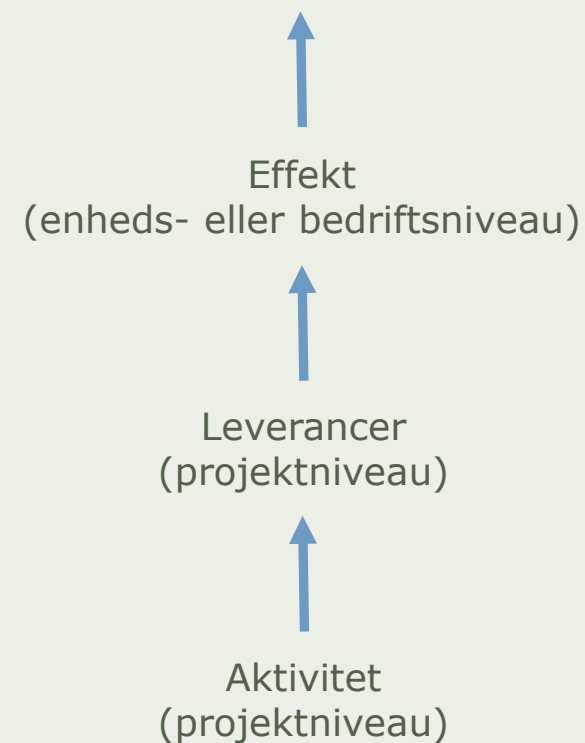 Effekt
(enheds- eller bedriftsniveau)
Leverancer
(projektniveau)
Aktivitet
(projektniveau)